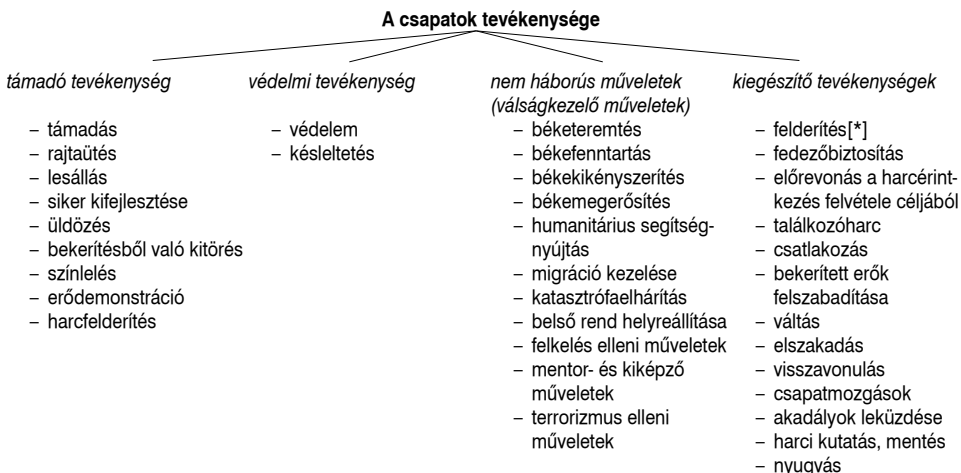 A csapatok tevékenysége
támadó tevékenység
– támadás
– rajtaütés
– lesállás
– siker kifejlesztése
– üldözés
– bekerítésből való kitörés
– színlelés
– erődemonstráció
– harcfelderítés
védelmi tevékenység
– védelem
– késleltetés
nem háborús műveletek
(válságkezelő műveletek)
– béketeremtés
– békefenntartás
– békekikényszerítés
– békemegerősítés
– humanitárius segítség-
nyújtás
– migráció kezelése
– katasztrófaelhárítás
– belső rend helyreállítása
– felkelés elleni műveletek
– mentor- és kiképző
műveletek
– terrorizmus elleni
műveletek
kiegészítő tevékenységek
– felderítés[*]
– fedezőbiztosítás
– előrevonás a harcérint-
kezés felvétele céljából
– találkozóharc
– csatlakozás
– bekerített erők
felszabadítása
– váltás
– elszakadás
– visszavonulás
– csapatmozgások
– akadályok leküzdése
– harci kutatás, mentés
– nyugvás